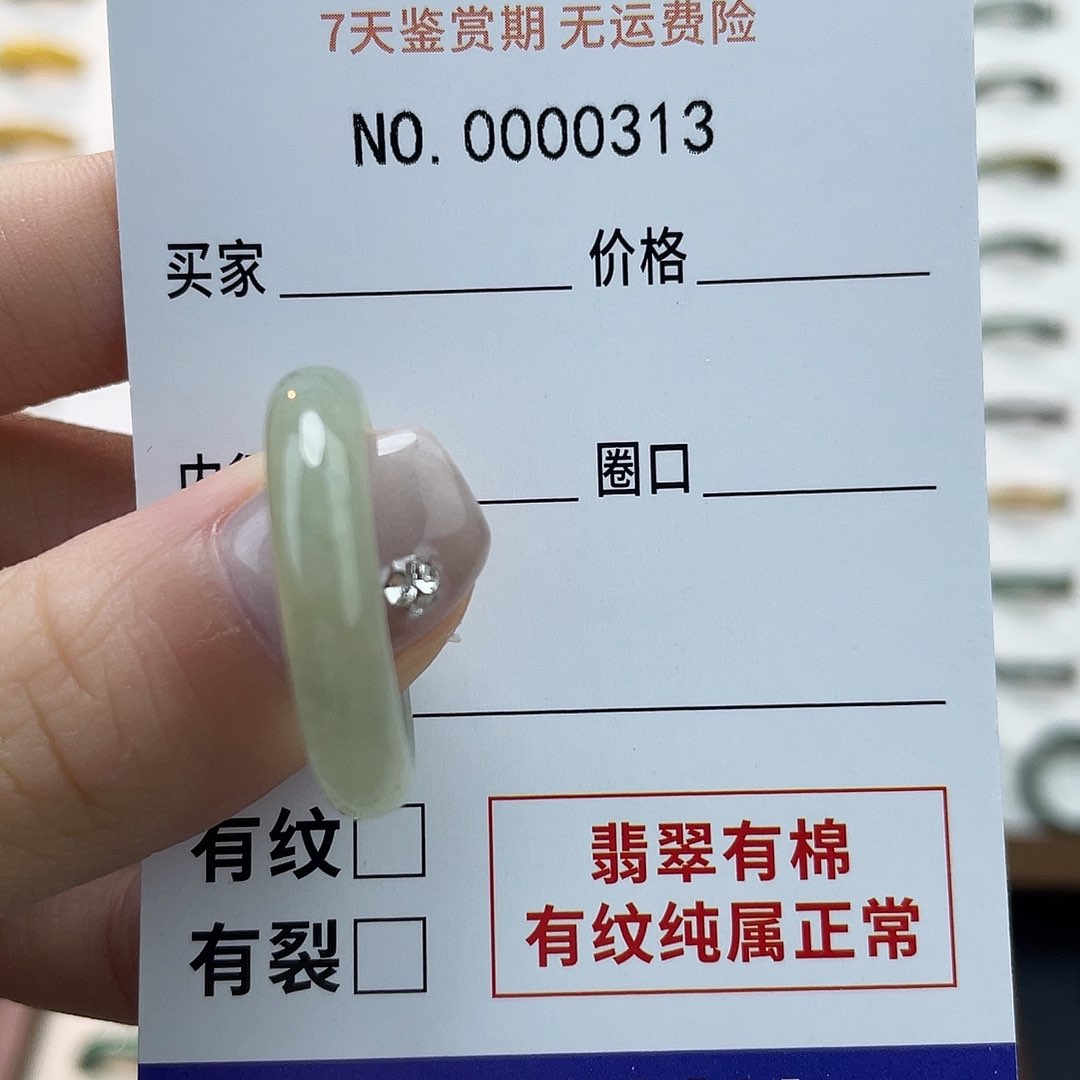 7天鉴赏期 无运费险
NO.0000313
买家 价格
圈口
有纹
有裂
翡翠有棉
有纹纯属正常